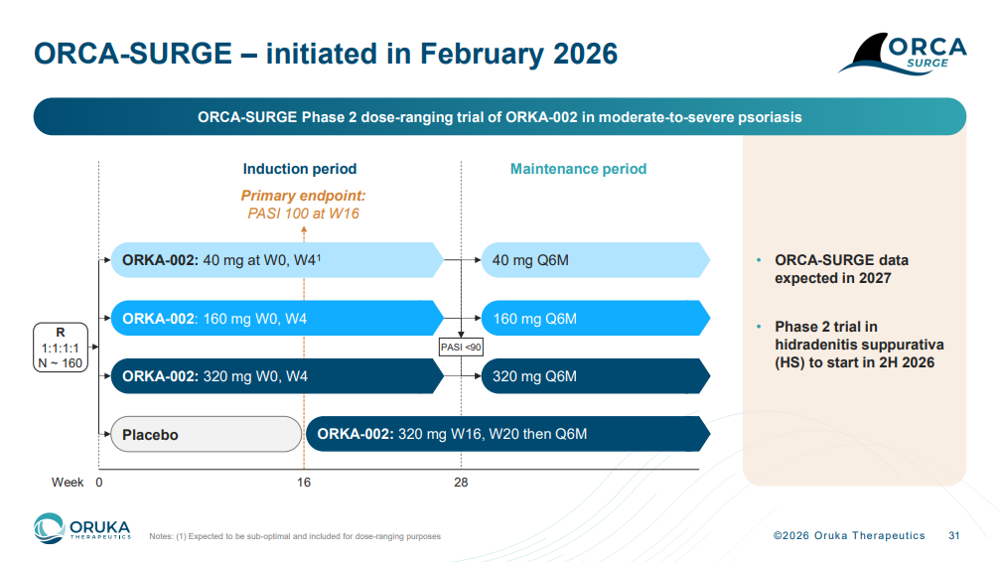 ORCA-SURGE – initiated in February 2026
ORCA
SURGE
ORCA-SURGE Phase 2 dose-ranging trial of ORKA-002 in moderate-to-severe psoriasis
Induction period
Maintenance period
Primary endpoint:
PASI 100 at W16
ORKA-002: 40 mg at W0, W4¹
40 mg Q6M
ORKA-002: 160 mg W0, W4
160 mg Q6M
R
1:1:1:1
N ~ 160
PASI <90
ORKA-002: 320 mg W0, W4
320 mg Q6M
Placebo
ORKA-002: 320 mg W16, W20 then Q6M
Week 0 16 28
• ORCA-SURGE data
expected in 2027
• Phase 2 trial in
hidradenitis suppurativa
(HS) to start in 2H 2026
ORUKA
THERAPEUTICS
Notes: (1) Expected to be sub-optimal and included for dose-ranging purposes
©2026 Oruka Therapeutics 31